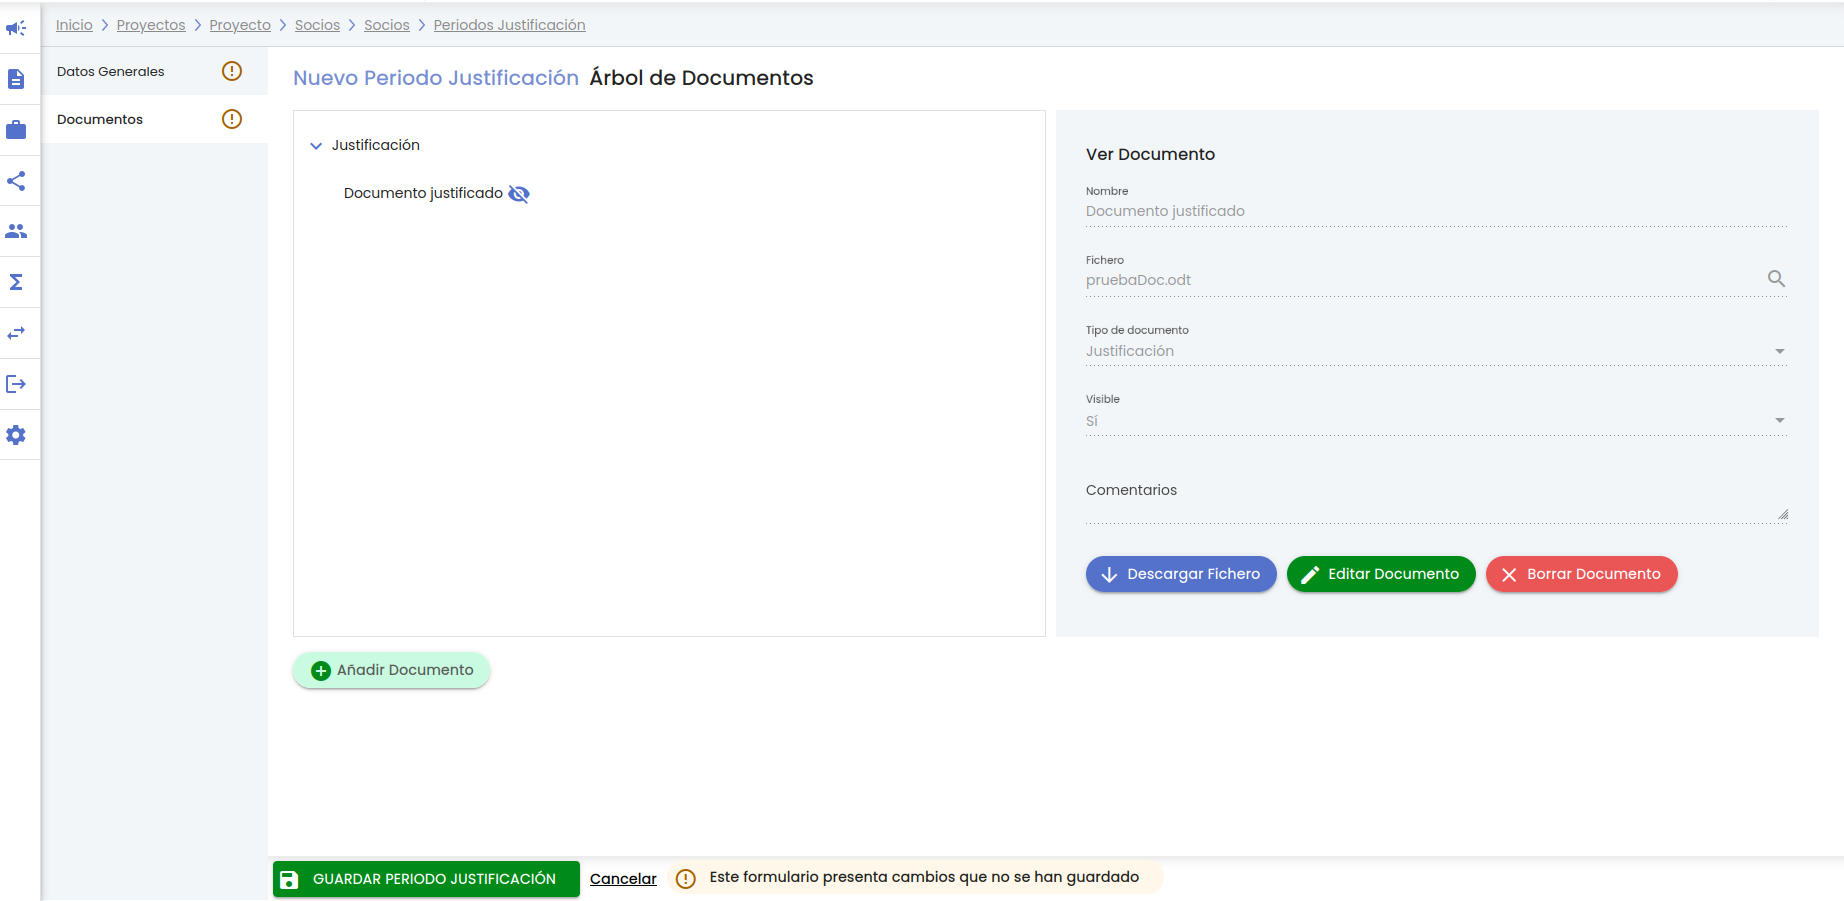 Inicio > Proyectos > Proyecto > Socios > Socios > Periodos Justificación
Datos Generales
Documentos
Nuevo Periodo Justificación Árbol de Documentos
Justificación
Documento justificado
Ver Documento
Nombre
Documento justificado
Fichero
pruebaDoc.odt
Tipo de documento
Justificación
Visible
Sí
Comentarios
Descargar Fichero Editar Documento Borrar Documento
Añadir Documento
GUARDAR PERIODO JUSTIFICACIÓN Cancelar Este formulario presenta cambios que no se han guardado